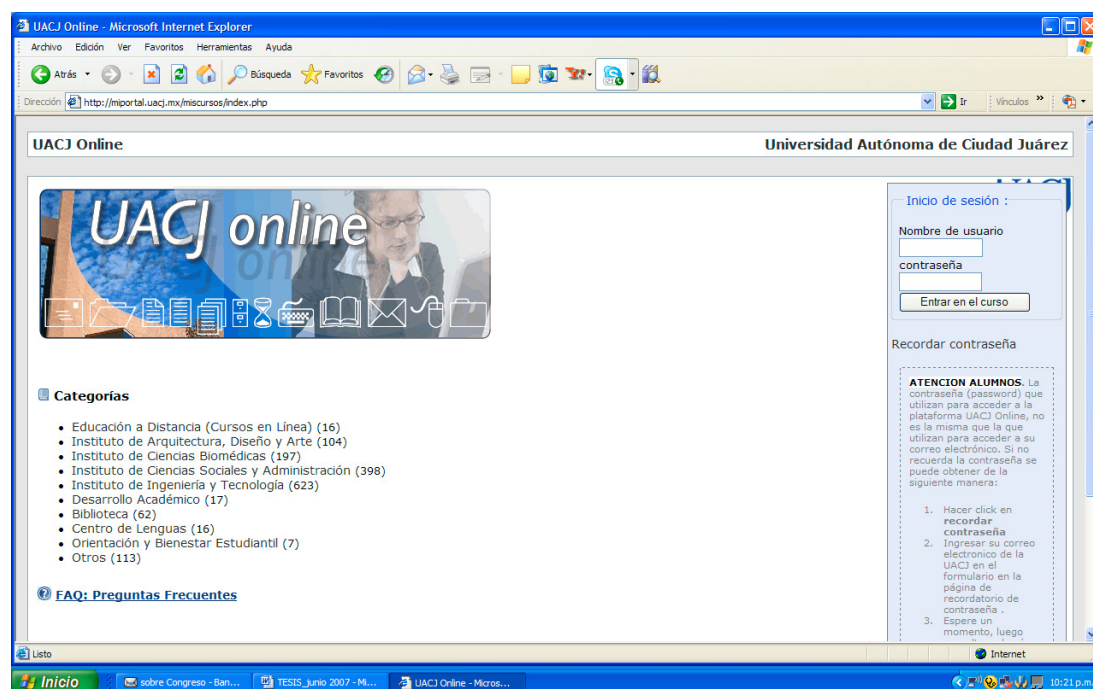 UACJ Online - Microsoft Internet Explorer
Archivo Edición Ver Favoritos Herramientas Ayuda
Atrás Búsqueda Favoritos
Dirección http://miportal.uacj.mx/miscursos/index.php Ir Vínculos »
UACJ Online Universidad Autónoma de Ciudad Juárez
UACJ online
Inicio de sesión :
Nombre de usuario
contraseña
Entrar en el curso
Recordar contraseña
ATENCION ALUMNOS. La
contraseña (password) que
utilizan para acceder a la
plataforma UACJ Online, no
es la misma que la que
utilizan para acceder a su
correo electrónico. Si no
recuerda la contraseña se
puede obtener de la
siguiente manera:
1. Hacer click en
recordar
contraseña
2. Ingresar su correo
electronico de la
UACJ en el
formulario en la
página de
recordatorio de
contraseña .
3. Espere un
momento, luego
Categorías
Educación a Distancia (Cursos en Línea) (16)
Instituto de Arquitectura, Diseño y Arte (104)
Instituto de Ciencias Biomédicas (197)
Instituto de Ciencias Sociales y Administración (398)
Instituto de Ingeniería y Tecnología (623)
Desarrollo Académico (17)
Biblioteca (62)
Centro de Lenguas (16)
Orientación y Bienestar Estudiantil (7)
Otros (113)
FAQ: Preguntas Frecuentes
Listo Internet
Inicio sobre Congreso - Ban... TESIS_junio 2007 - Mi... UACJ Online - Micros... 10:21 p.m.